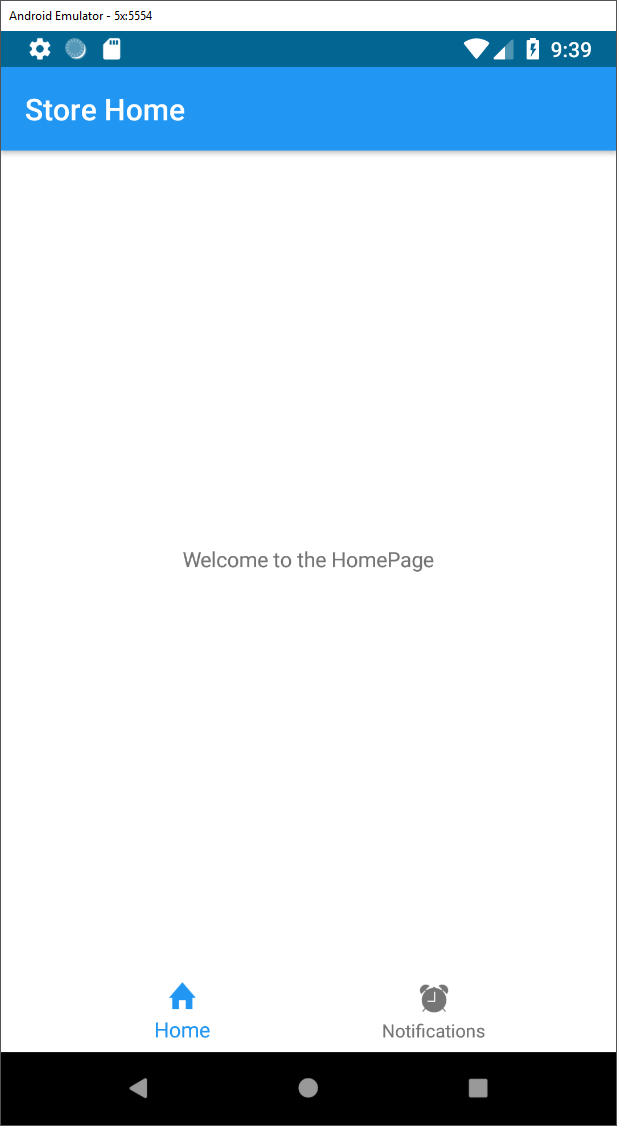 Android Emulator - 5x:5554
9:39
Store Home
Welcome to the HomePage
Home
Notifications